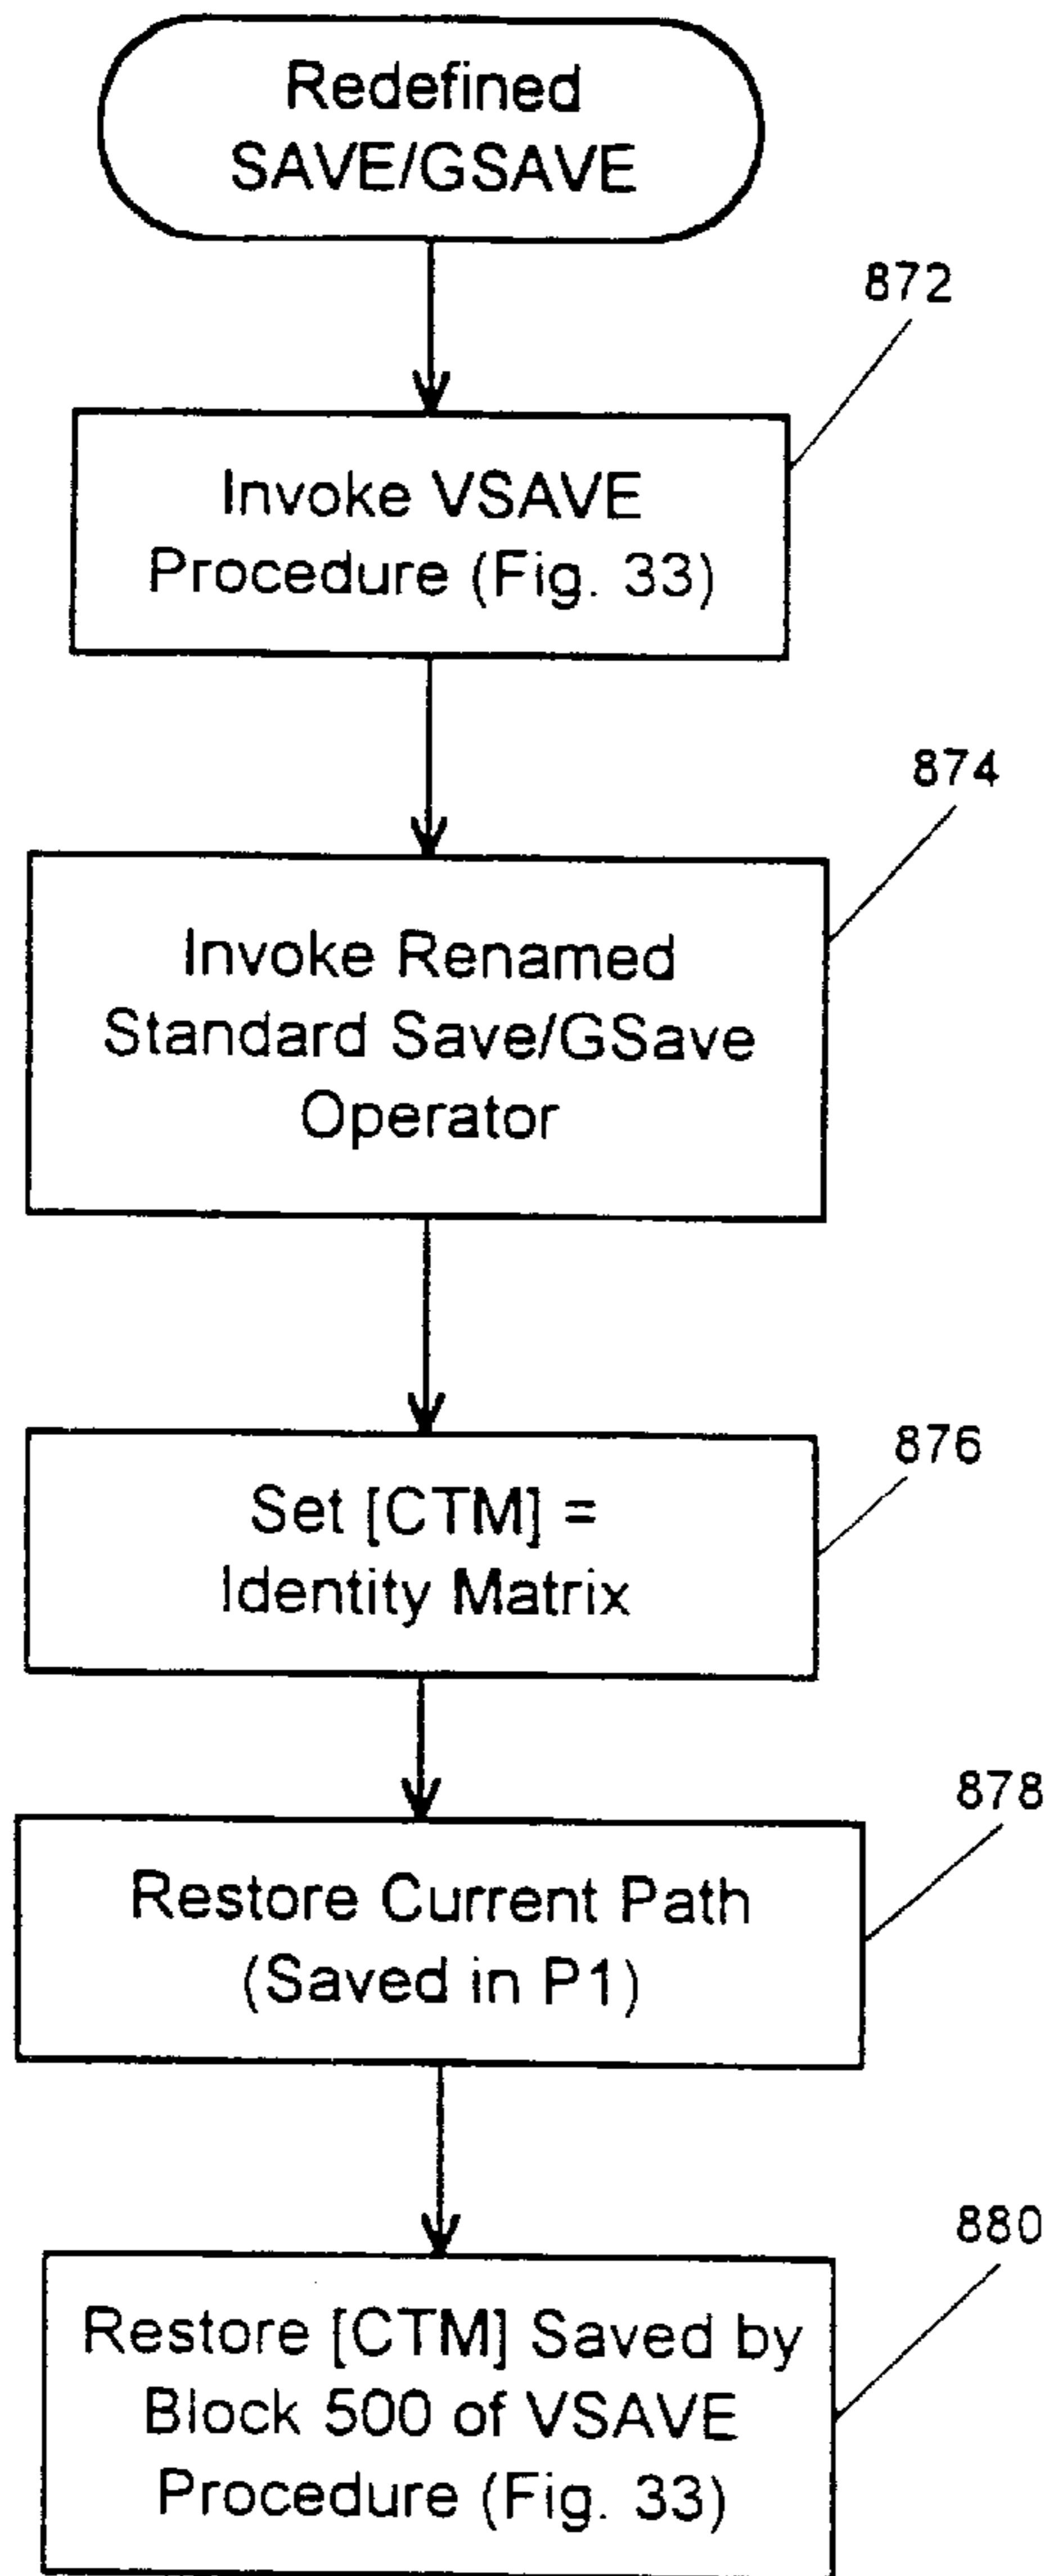 Redefined
SAVE/GSAVE
872
Invoke VSAVE
Procedure (Fig. 33)
874
Invoke Renamed
Standard Save/GSave
Operator
876
Set [CTM] =
Identity Matrix
878
Restore Current Path
(Saved in P1)
880
Restore [CTM] Saved by
Block 500 of VSAVE
Procedure (Fig. 33)